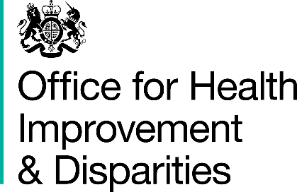 Office for Health
Improvement
& Disparities